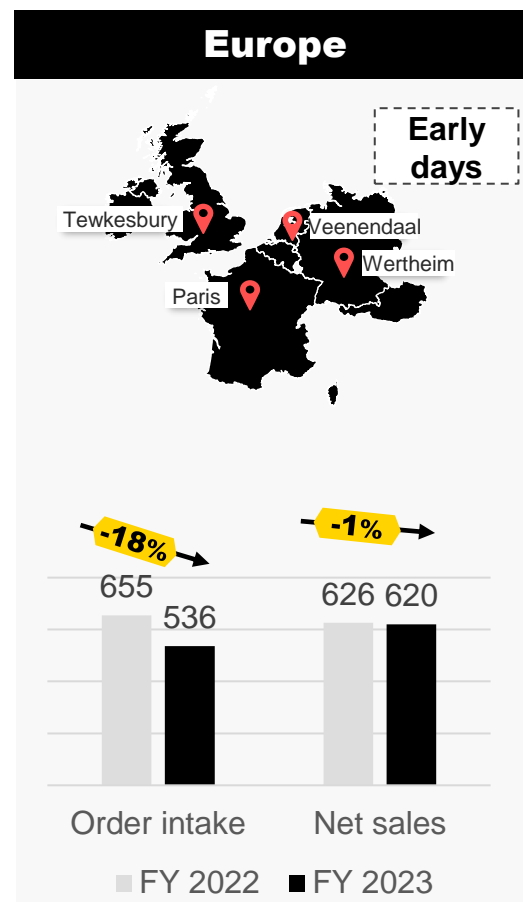 Europe
Early
days
Tewkesbury
Veenendaal
Wertheim
Paris
-18%
-1%
655
536
626 620
Order intake
Net sales
FY 2022
FY 2023